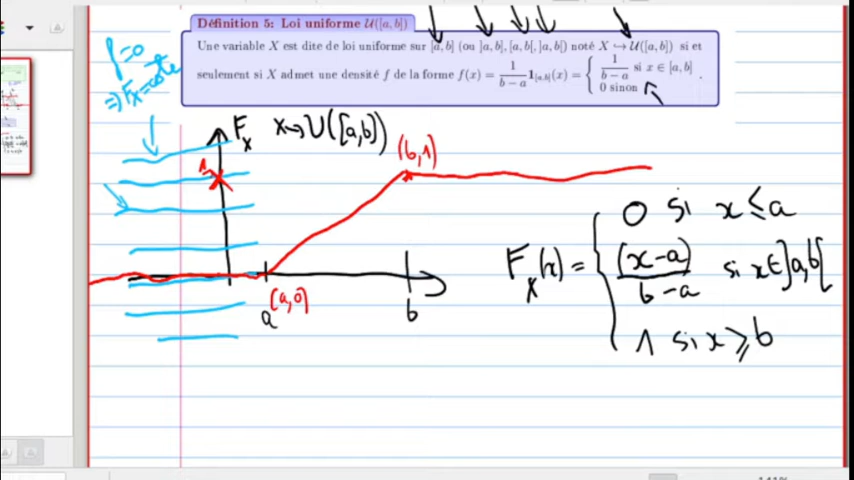 Définition 5: Loi uniforme U([a,b])
Une variable X est dite de loi uniforme sur [a,b] (ou ]a,b], [a,b[, ]a,b[) noté X ↪ U([a,b]) si et
seulement si X admet une densité f de la forme f(x) = 1/(b−a) 1_{[a,b]}(x) = { 1/(b−a) si x ∈ [a,b]
0 sinon .
f=0
⇒ F_X = cste
F_X X ↪ U([a,b])
(b,1)
1
0 si x ≤ a
F_X(x) = { (x−a)/(b−a) si x ∈ ]a,b[
1 si x ≥ b
(a,0)
a
b